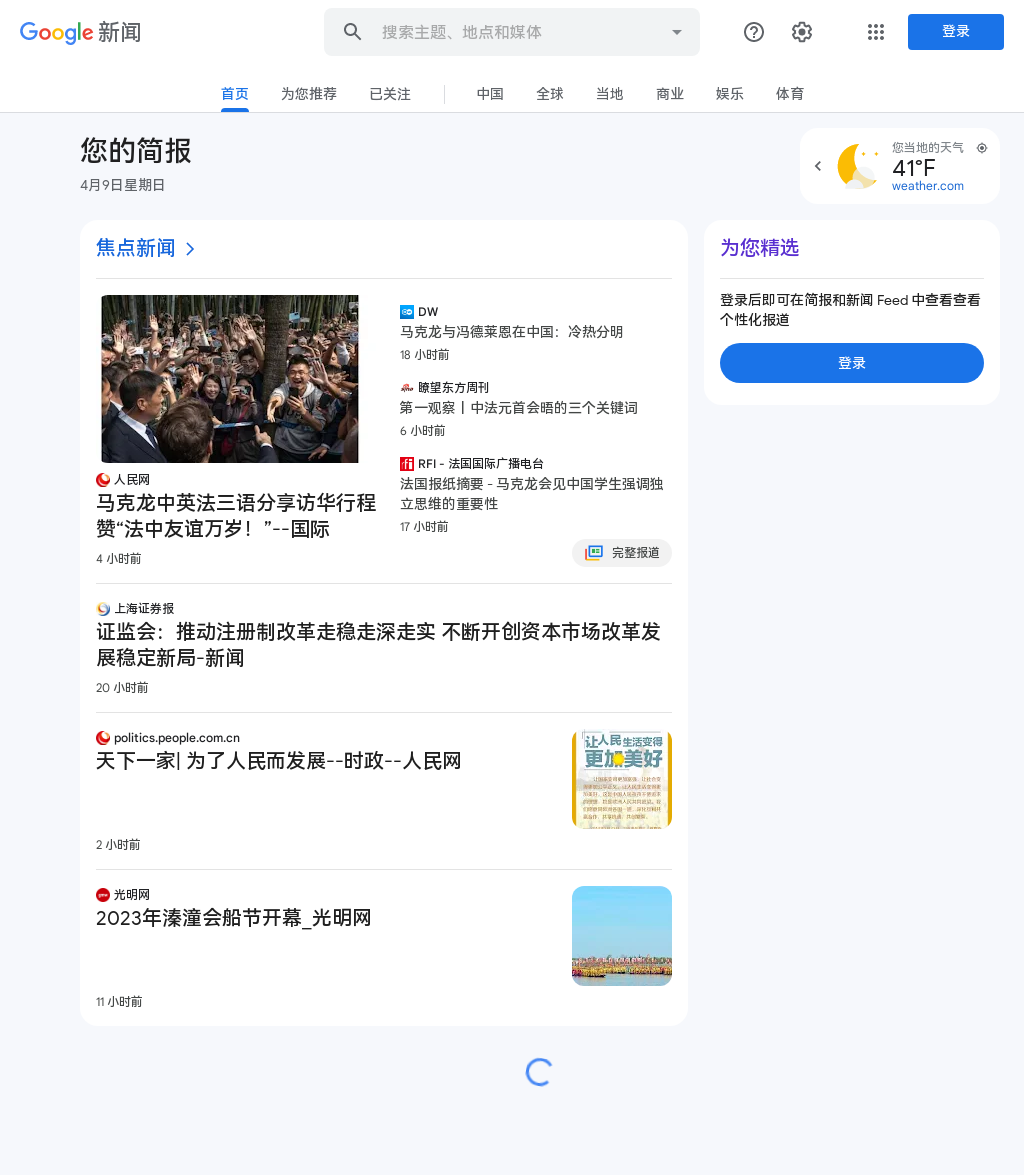 Google 新闻
搜索主题、地点和媒体
登录
首页
为您推荐
已关注
中国
全球
当地
商业
娱乐
体育
您的简报
4月9日星期日
您当地的天气
41°F
weather.com
焦点新闻
人民网
马克龙中英法三语分享访华行程
赞“法中友谊万岁！”--国际
4 小时前
DW
马克龙与冯德莱恩在中国：冷热分明
18 小时前
瞭望东方周刊
第一观察丨中法元首会晤的三个关键词
6 小时前
RFI - 法国国际广播电台
法国报纸摘要 - 马克龙会见中国学生强调独
立思维的重要性
17 小时前
完整报道
上海证券报
证监会：推动注册制改革走稳走深走实 不断开创资本市场改革发
展稳定新局-新闻
20 小时前
politics.people.com.cn
天下一家| 为了人民而发展--时政--人民网
2 小时前
让人民生活变得
更加美好
光明网
2023年溱潼会船节开幕_光明网
11 小时前
为您精选
登录后即可在简报和新闻 Feed 中查看查看
个性化报道
登录